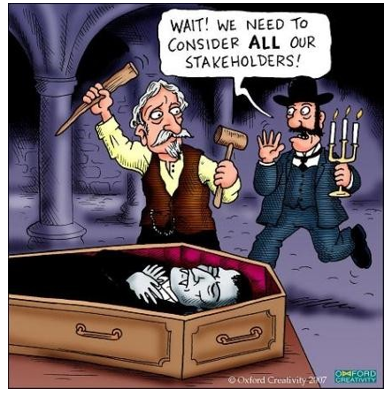 WAIT! WE NEED TO
CONSIDER ALL OUR
STAKEHOLDERS!
© Oxford Creativity 2007
OXFORD
CREATIVITY